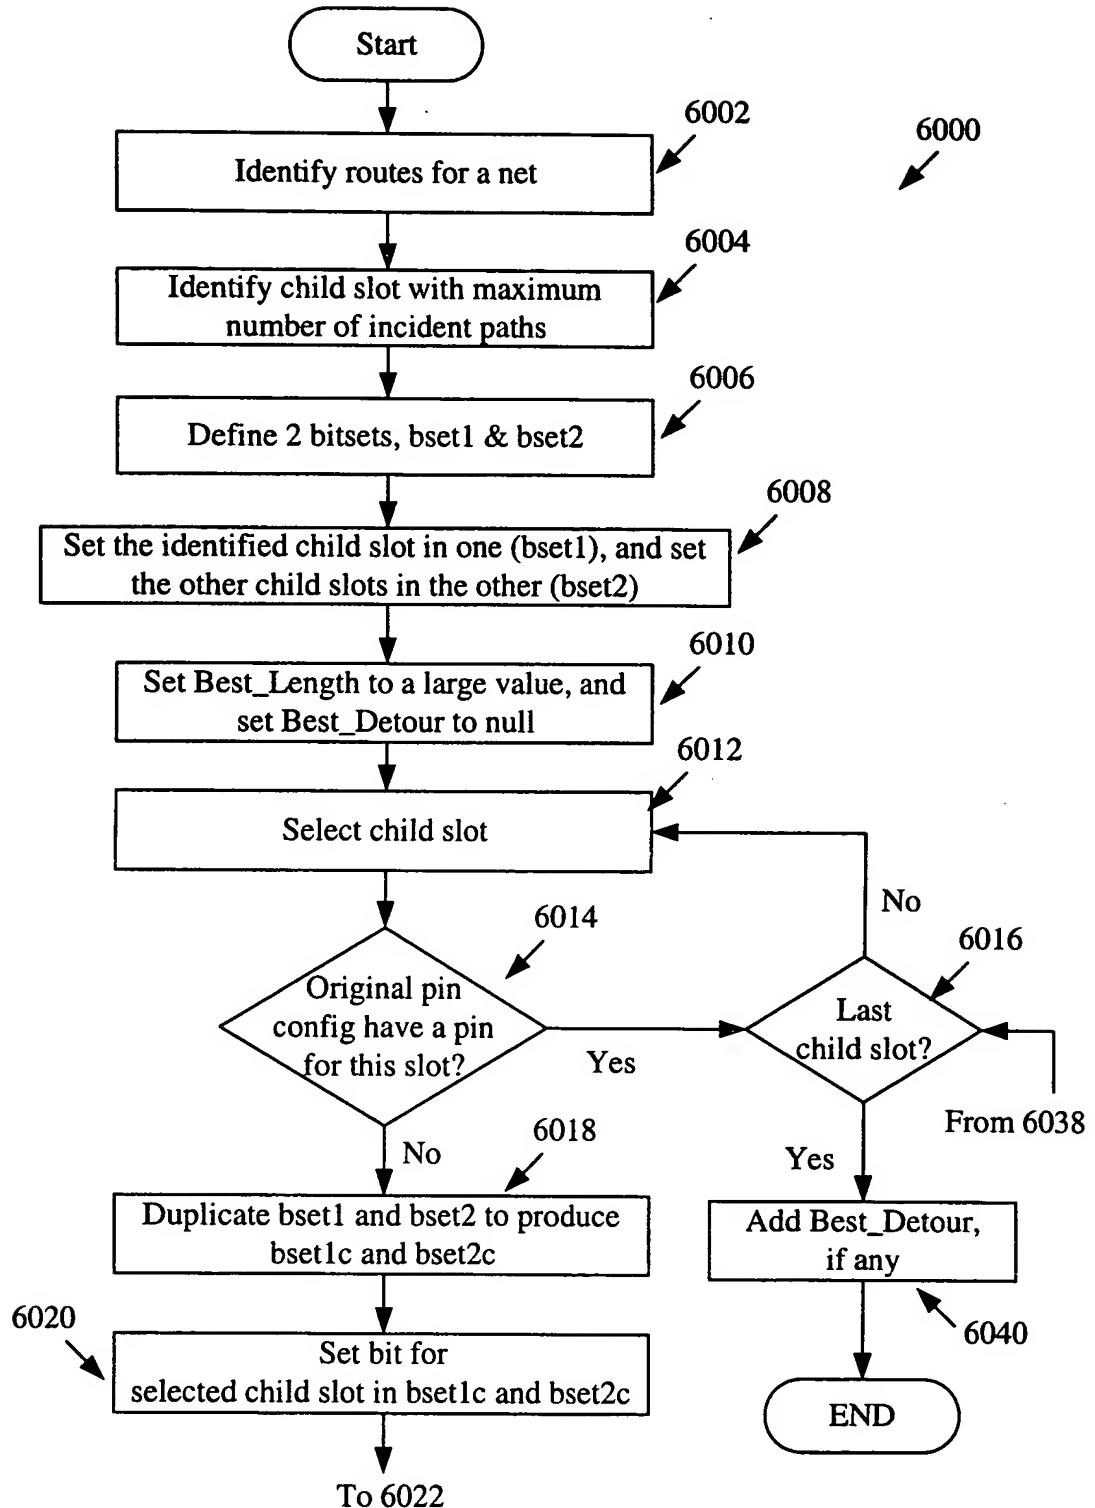 Start
6002
6000
Identify routes for a net
6004
Identify child slot with maximum
number of incident paths
6006
Define 2 bitsets, bset1 & bset2
6008
Set the identified child slot in one (bset1), and set
the other child slots in the other (bset2)
6010
Set Best_Length to a large value, and
set Best_Detour to null
6012
Select child slot
No
6014
6016
Original pin
config have a pin
for this slot?
Last
child slot?
Yes
From 6038
No
6018
Yes
Duplicate bset1 and bset2 to produce
bset1c and bset2c
Add Best_Detour,
if any
6020
6040
Set bit for
selected child slot in bset1c and bset2c
END
To 6022